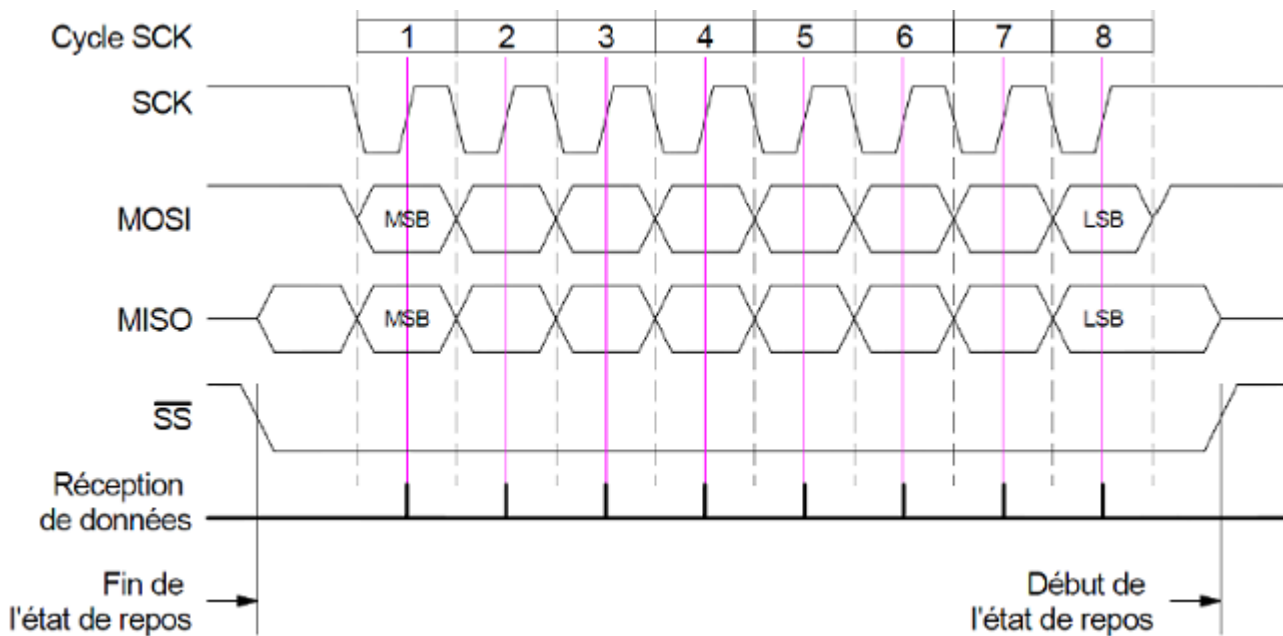 Cycle SCK
1 2 3 4 5 6 7 8
SCK
MOSI
MSB
LSB
MISO
MSB
LSB
SS
Réception
de données
Fin de
l'état de repos
Début de
l'état de repos